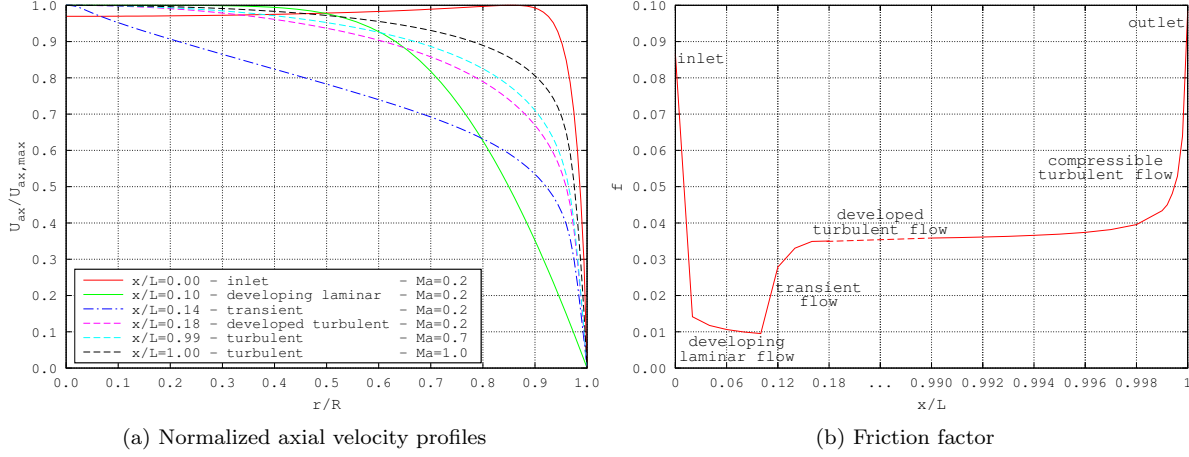 1.0
0.9
0.8
0.7
0.6
0.5
0.4
0.3
0.2
0.1
0.0
U_ax/U_ax,max
x/L=0.00 - inlet - Ma=0.2
x/L=0.10 - developing laminar - Ma=0.2
x/L=0.14 - transient - Ma=0.2
x/L=0.18 - developed turbulent - Ma=0.2
x/L=0.99 - turbulent - Ma=0.7
x/L=1.00 - turbulent - Ma=1.0
0.0 0.1 0.2 0.3 0.4 0.5 0.6 0.7 0.8 0.9 1.0
r/R
(a) Normalized axial velocity profiles
0.10
0.09
0.08
0.07
0.06
0.05
0.04
0.03
0.02
0.01
0.00
f
outlet
inlet
compressible
turbulent flow
developed
turbulent flow
transient
flow
developing
laminar flow
0 0.06 0.12 0.18 ... 0.990 0.992 0.994 0.996 0.998 1
x/L
(b) Friction factor